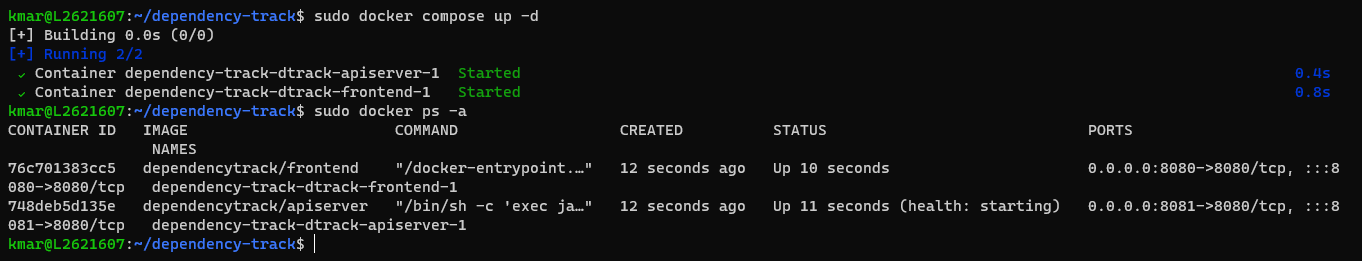 kmar@L2621607:~/dependency-track$ sudo docker compose up -d
[+] Building 0.0s (0/0)
[+] Running 2/2
 ✓ Container dependency-track-dtrack-apiserver-1  Started 0.4s
 ✓ Container dependency-track-dtrack-frontend-1   Started 0.8s
kmar@L2621607:~/dependency-track$ sudo docker ps -a
CONTAINER ID   IMAGE                      COMMAND                  CREATED          STATUS                             PORTS
                NAMES
76c701383cc5   dependencytrack/frontend    "/docker-entrypoint.…"   12 seconds ago   Up 10 seconds                      0.0.0.0:8080->8080/tcp, :::8
080->8080/tcp   dependency-track-dtrack-frontend-1
748deb5d135e   dependencytrack/apiserver   "/bin/sh -c 'exec ja…"   12 seconds ago   Up 11 seconds (health: starting)   0.0.0.0:8081->8080/tcp, :::8
081->8080/tcp   dependency-track-dtrack-apiserver-1
kmar@L2621607:~/dependency-track$